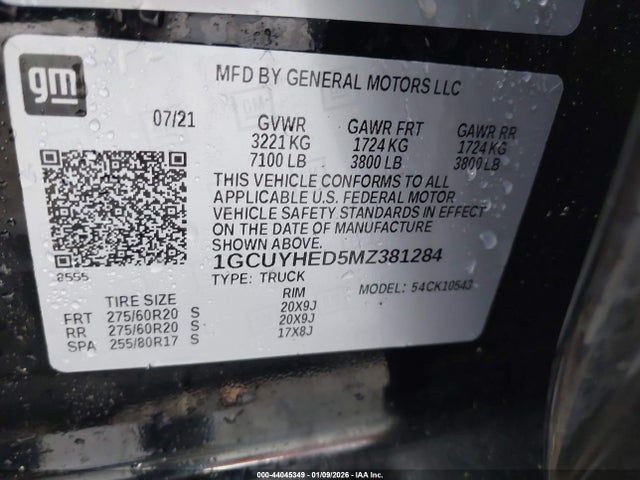 gm
MFD BY GENERAL MOTORS LLC
07/21 GVWR GAWR FRT GAWR RR
3221 KG 1724 KG 1724 KG
7100 LB 3800 LB 3800 LB
THIS VEHICLE CONFORMS TO ALL
APPLICABLE U.S. FEDERAL MOTOR
VEHICLE SAFETY STANDARDS IN EFFECT
ON THE DATE OF MANUFACTURE
SHOWN ABOVE.
1GCUYHED5MZ381284
8555
TYPE: TRUCK
MODEL: 54CK10543
TIRE SIZE RIM
FRT 275/60R20 S 20X9J
RR 275/60R20 S 20X9J
SPA 255/80R17 S 17X8J
000-44045349 - 01/09/2026 - IAA Inc.